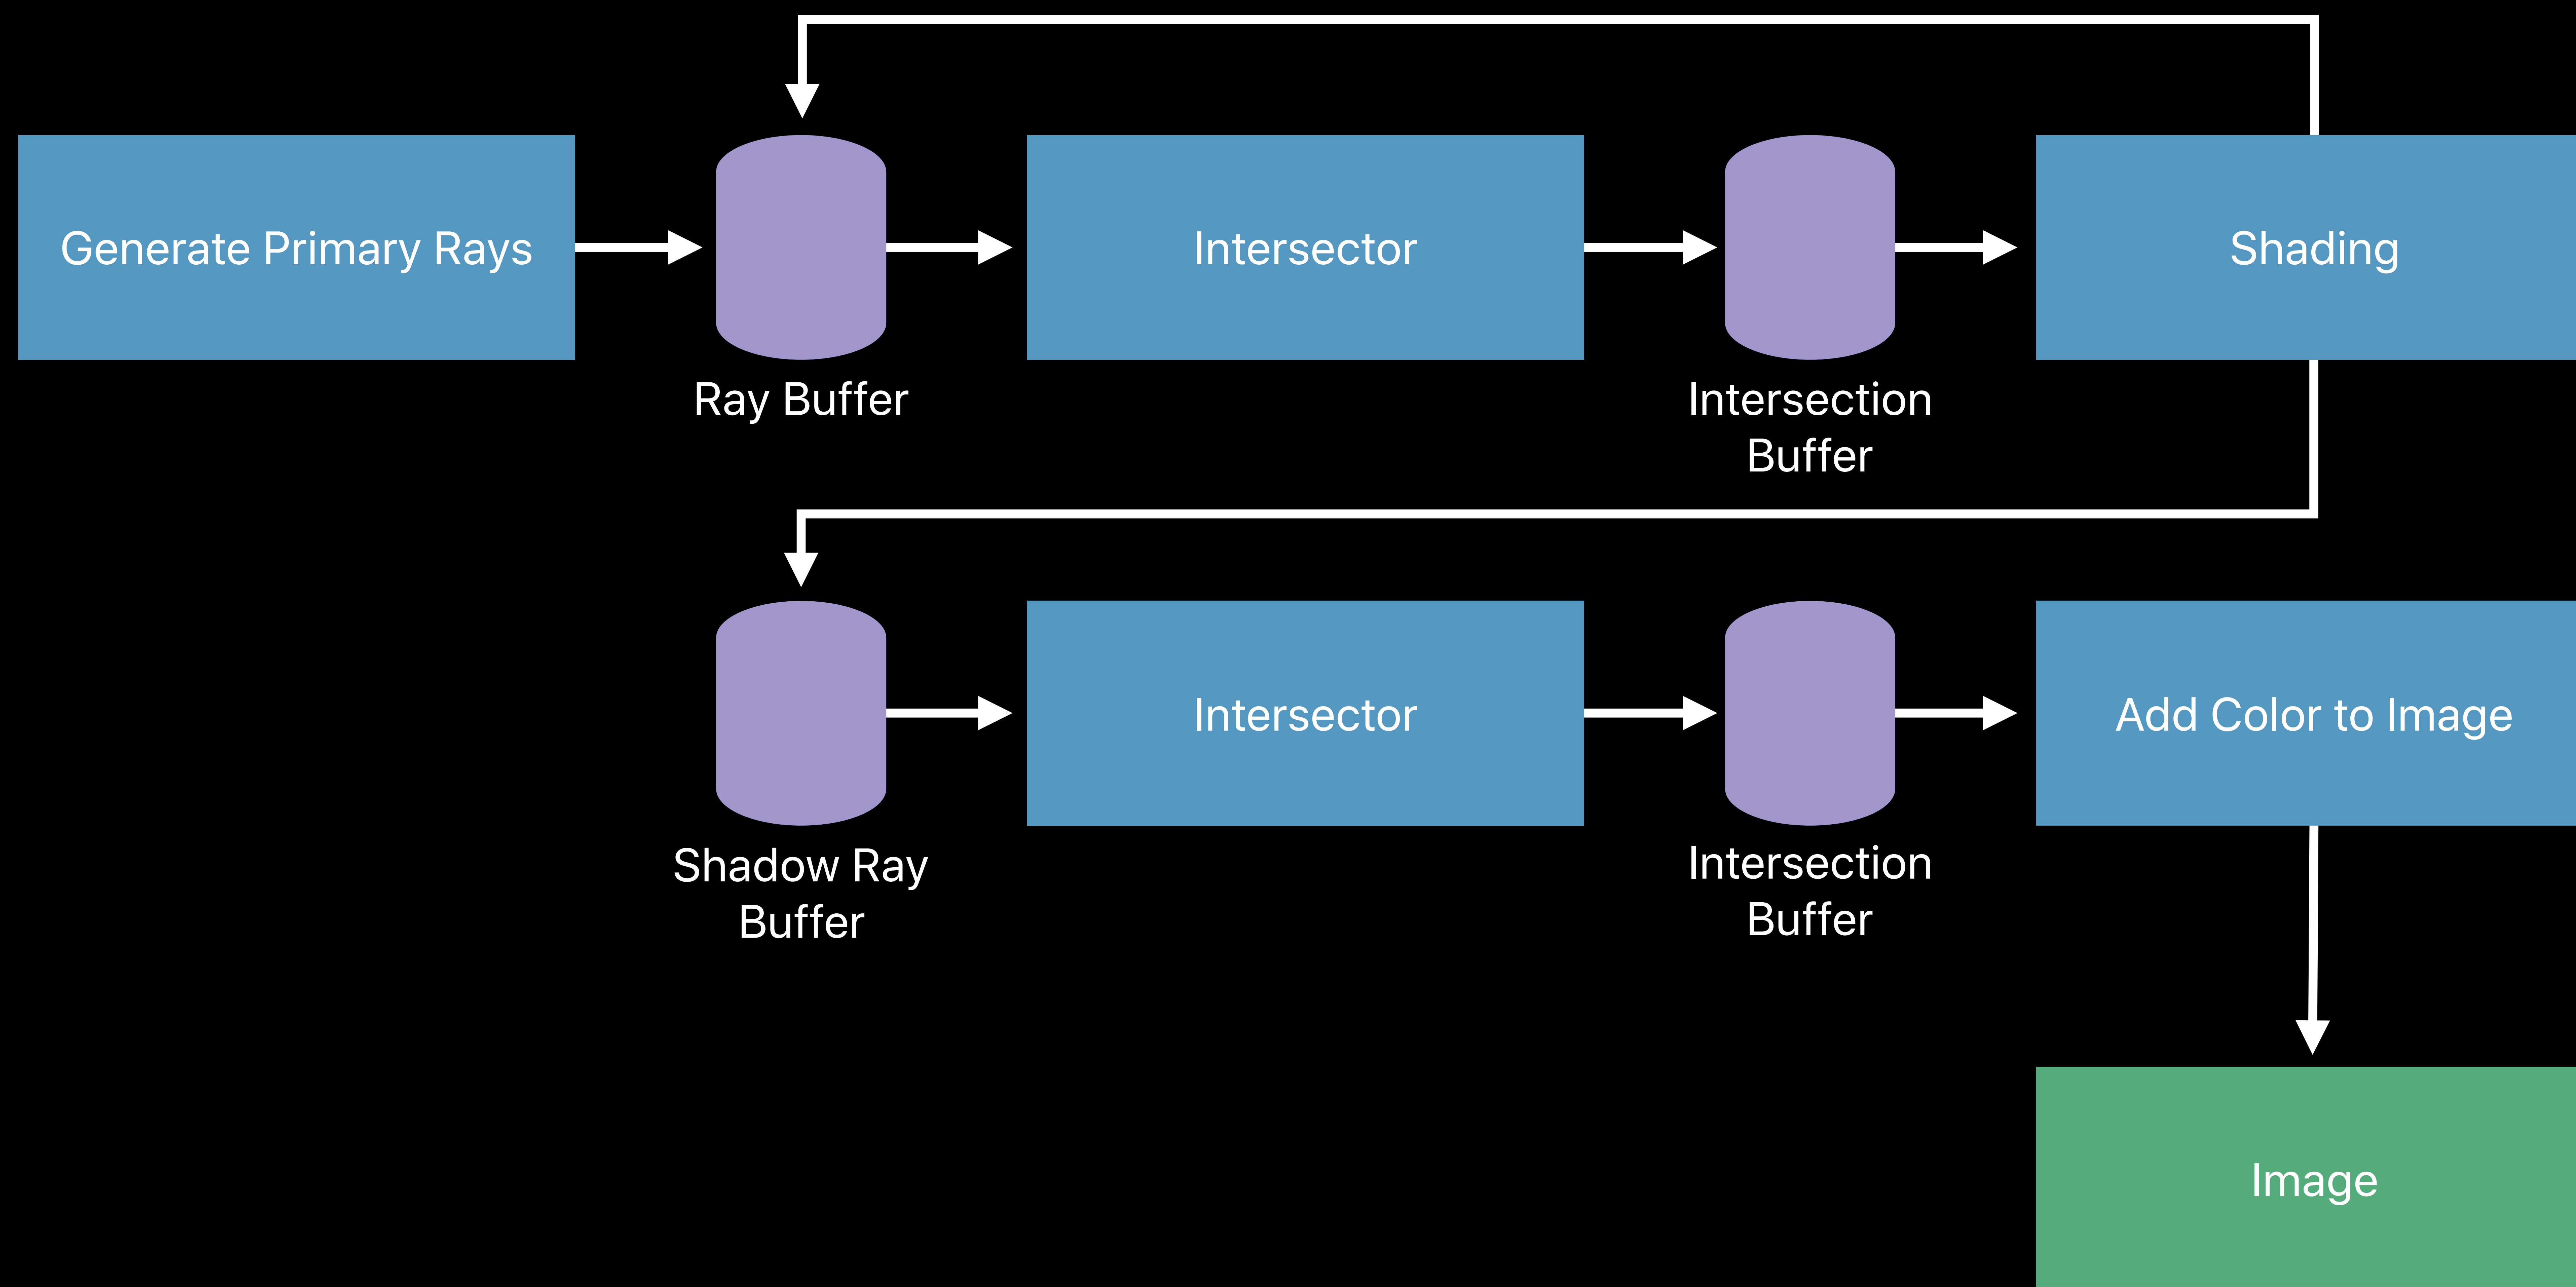 Generate Primary Rays
Intersector
Shading
Ray Buffer
Intersection
Buffer
Intersector
Add Color to Image
Shadow Ray
Buffer
Intersection
Buffer
Image